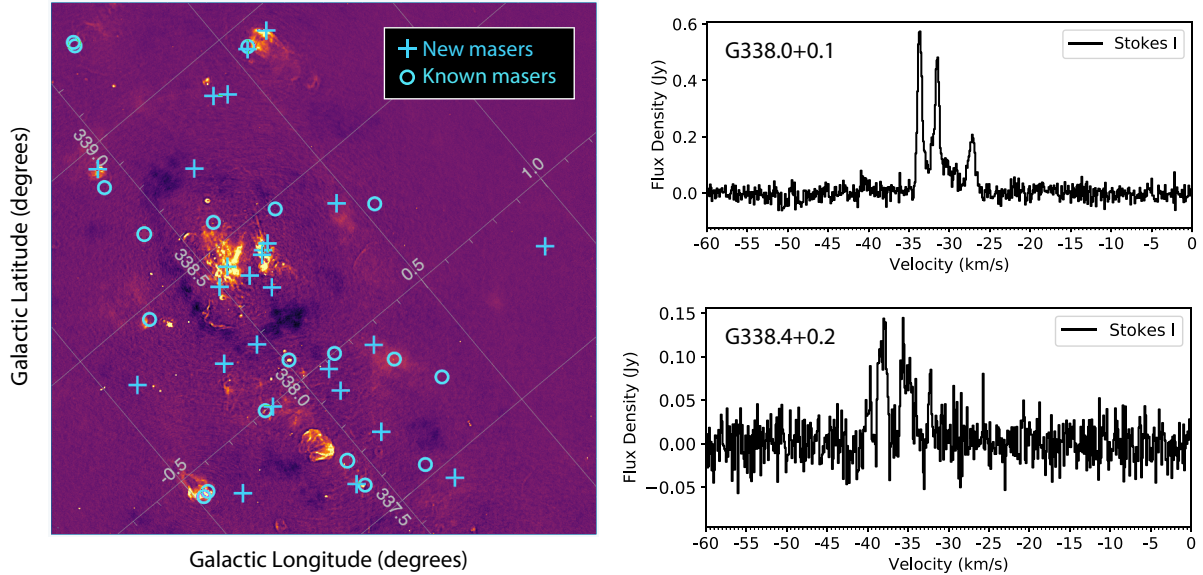 New masers
Known masers
339.0
338.5
338.0
337.5
1.0
0.5
-0.5
Galactic Latitude (degrees)
Galactic Longitude (degrees)
G338.0+0.1
Stokes I
Flux Density (Jy)
0.6
0.4
0.2
0.0
-60 -55 -50 -45 -40 -35 -30 -25 -20 -15 -10 -5 0
Velocity (km/s)
G338.4+0.2
Stokes I
Flux Density (Jy)
0.15
0.10
0.05
0.00
−0.05
-60 -55 -50 -45 -40 -35 -30 -25 -20 -15 -10 -5 0
Velocity (km/s)